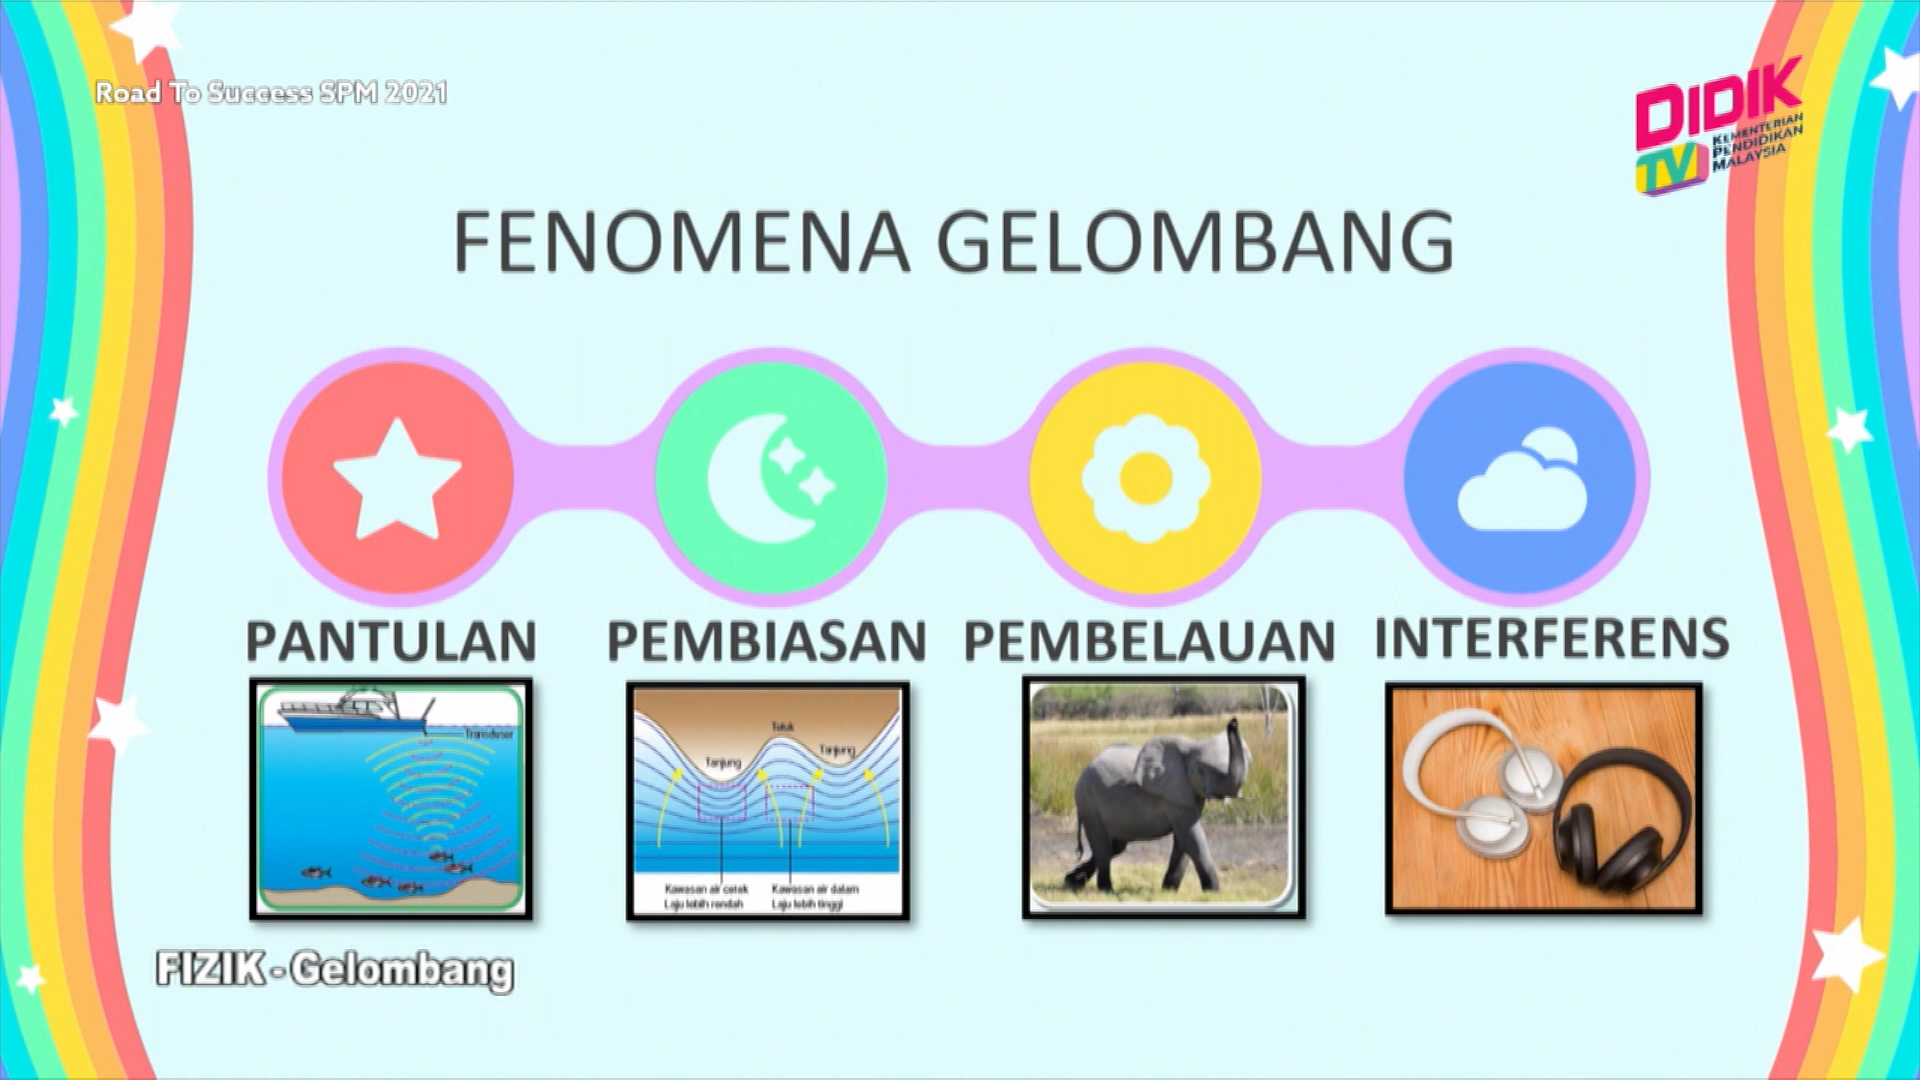 Road To Success SPM 2021
DIDIK
TV
KEMENTERIAN
PENDIDIKAN
MALAYSIA
FENOMENA GELOMBANG
PANTULAN
PEMBIASAN
PEMBELAUAN
INTERFERENS
Transduser
Teluk
Tanjung
Tanjung
Kawasan air cetek
Laju lebih rendah
Kawasan air dalam
Laju lebih tinggi
FIZIK - Gelombang